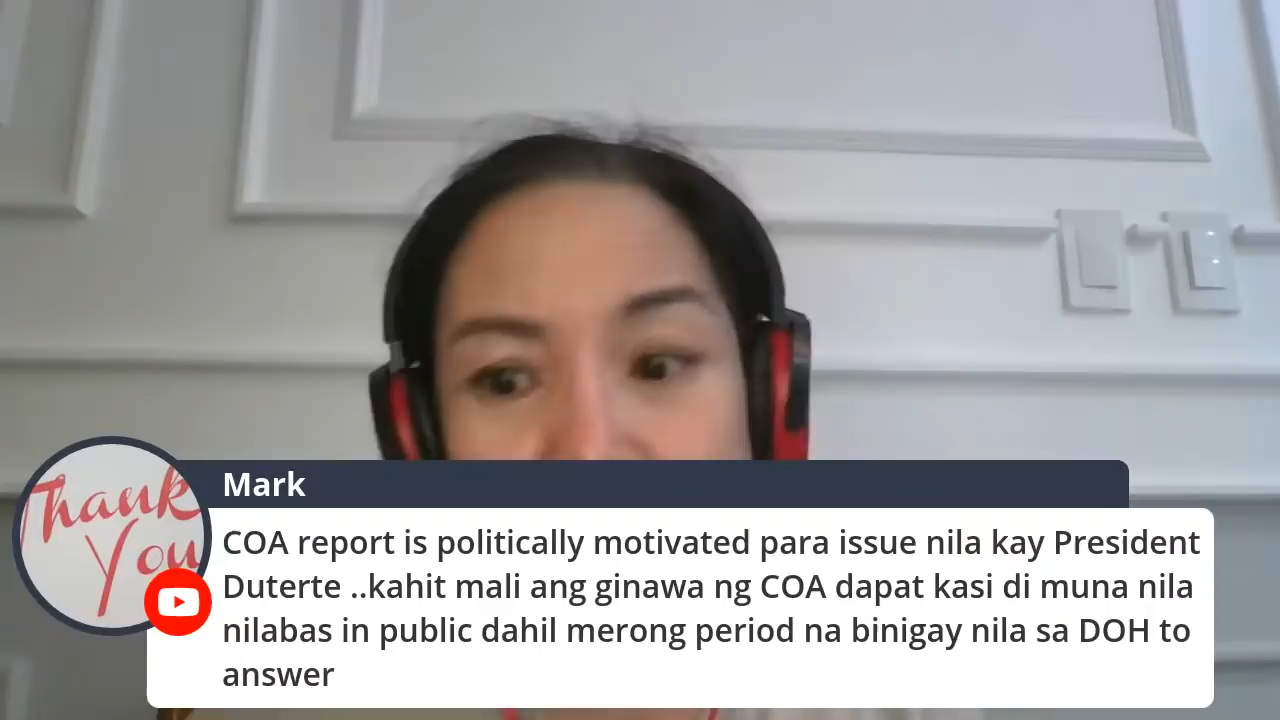 Thank
You
Mark
COA report is politically motivated para issue nila kay President
Duterte ..kahit mali ang ginawa ng COA dapat kasi di muna nila
nilabas in public dahil merong period na binigay nila sa DOH to
answer